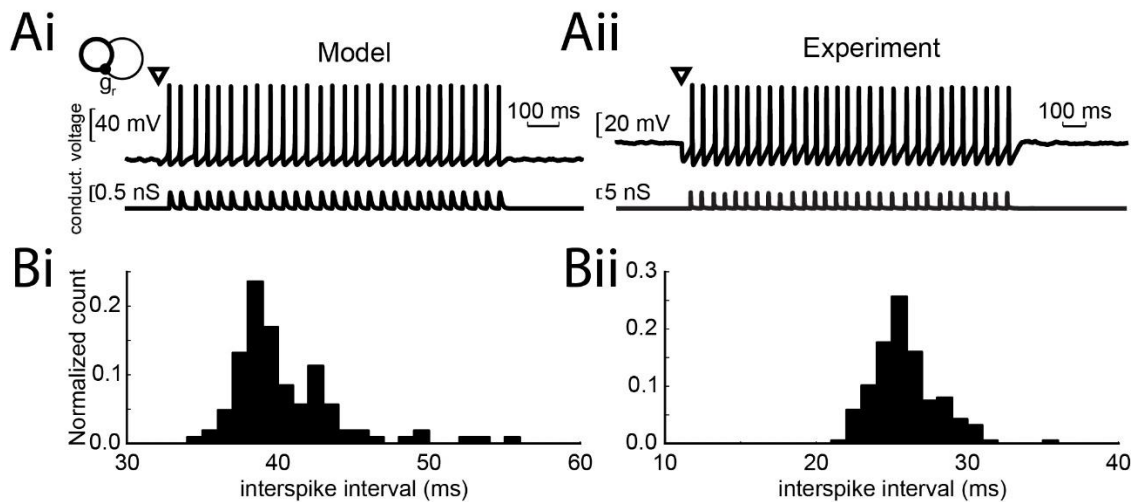 Ai
Model
g_r
conduct. voltage
40 mV
100 ms
0.5 nS
Aii
Experiment
20 mV
100 ms
5 nS
Bi
Normalized count
0.2
0.1
0.0
30 40 50 60
interspike interval (ms)
Bii
0.3
0.2
0.1
0.0
10 20 30 40
interspike interval (ms)